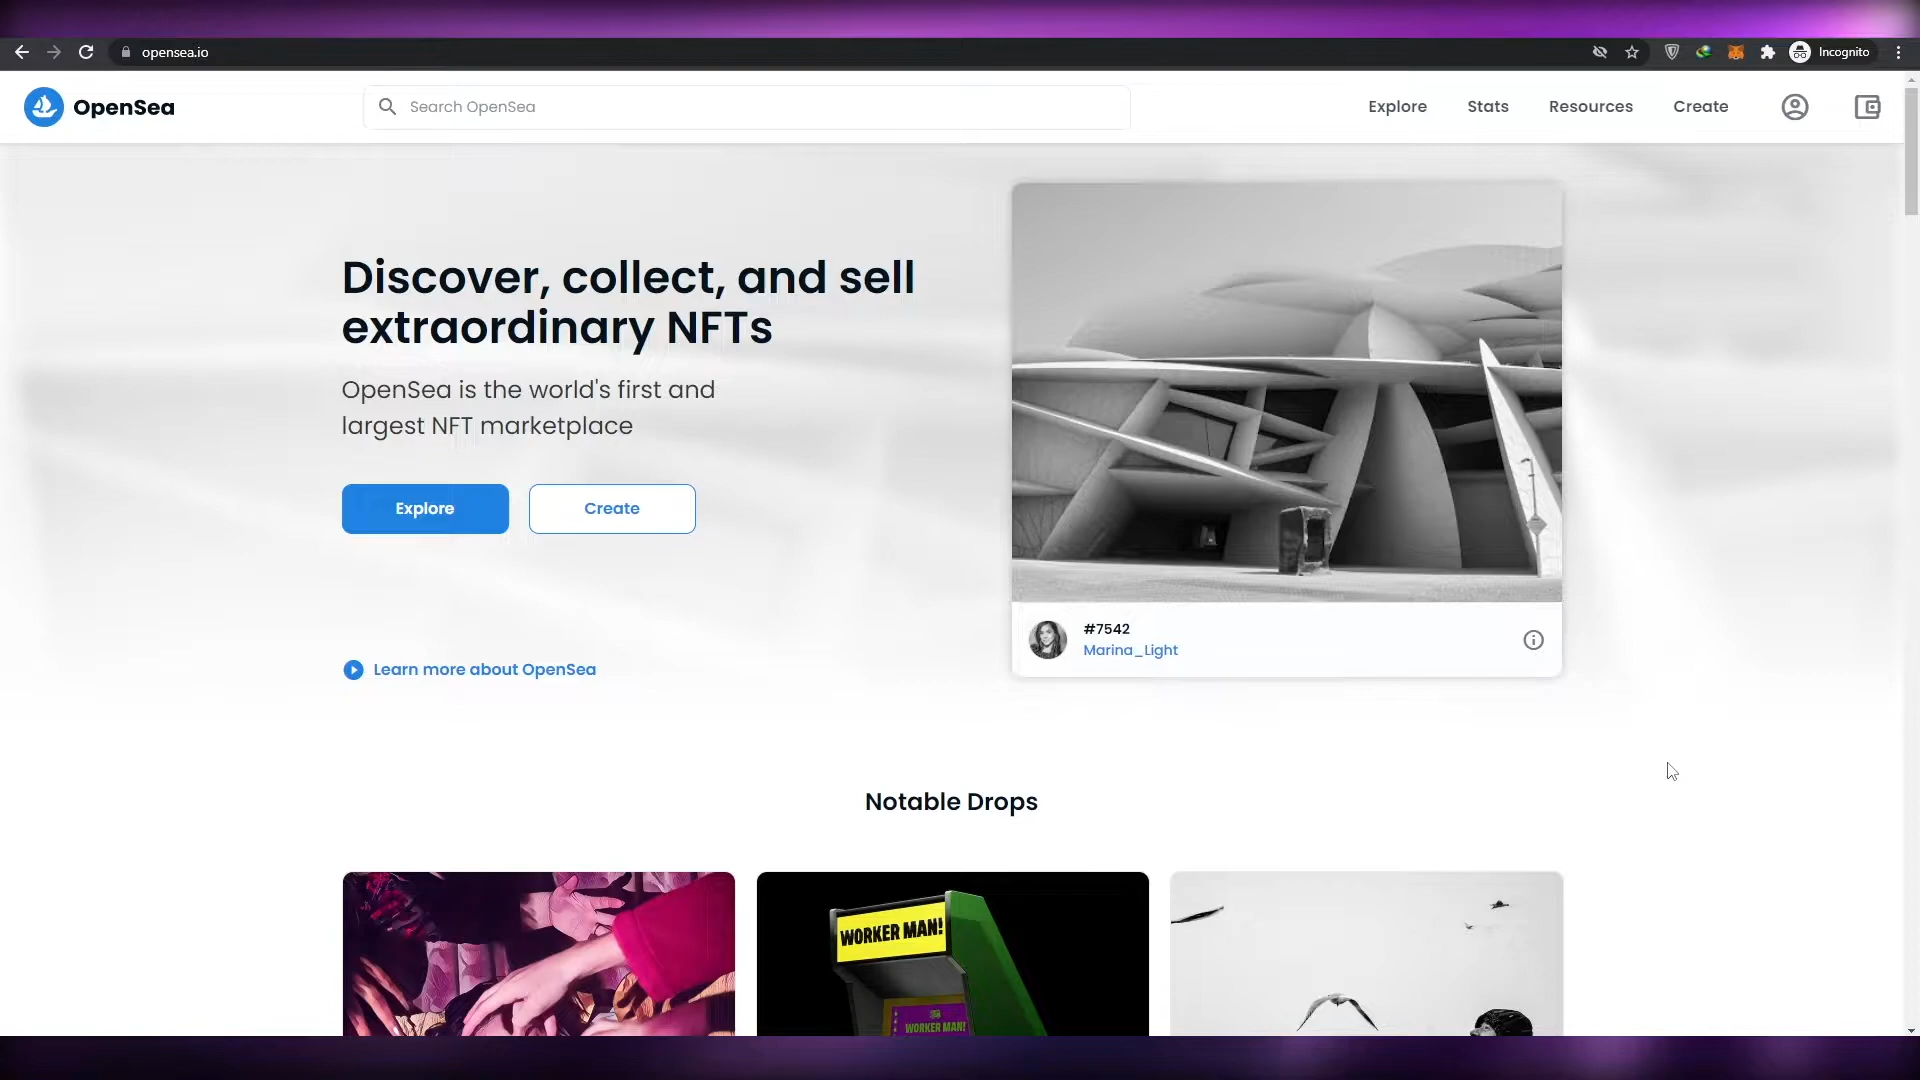 opensea.io
Incognito
OpenSea
Search OpenSea
Explore
Stats
Resources
Create
Discover, collect, and sell
extraordinary NFTs
OpenSea is the world's first and
largest NFT marketplace
Explore
Create
#7542
Marina_Light
Learn more about OpenSea
Notable Drops
WORKER MAN!
WORKER MAN!